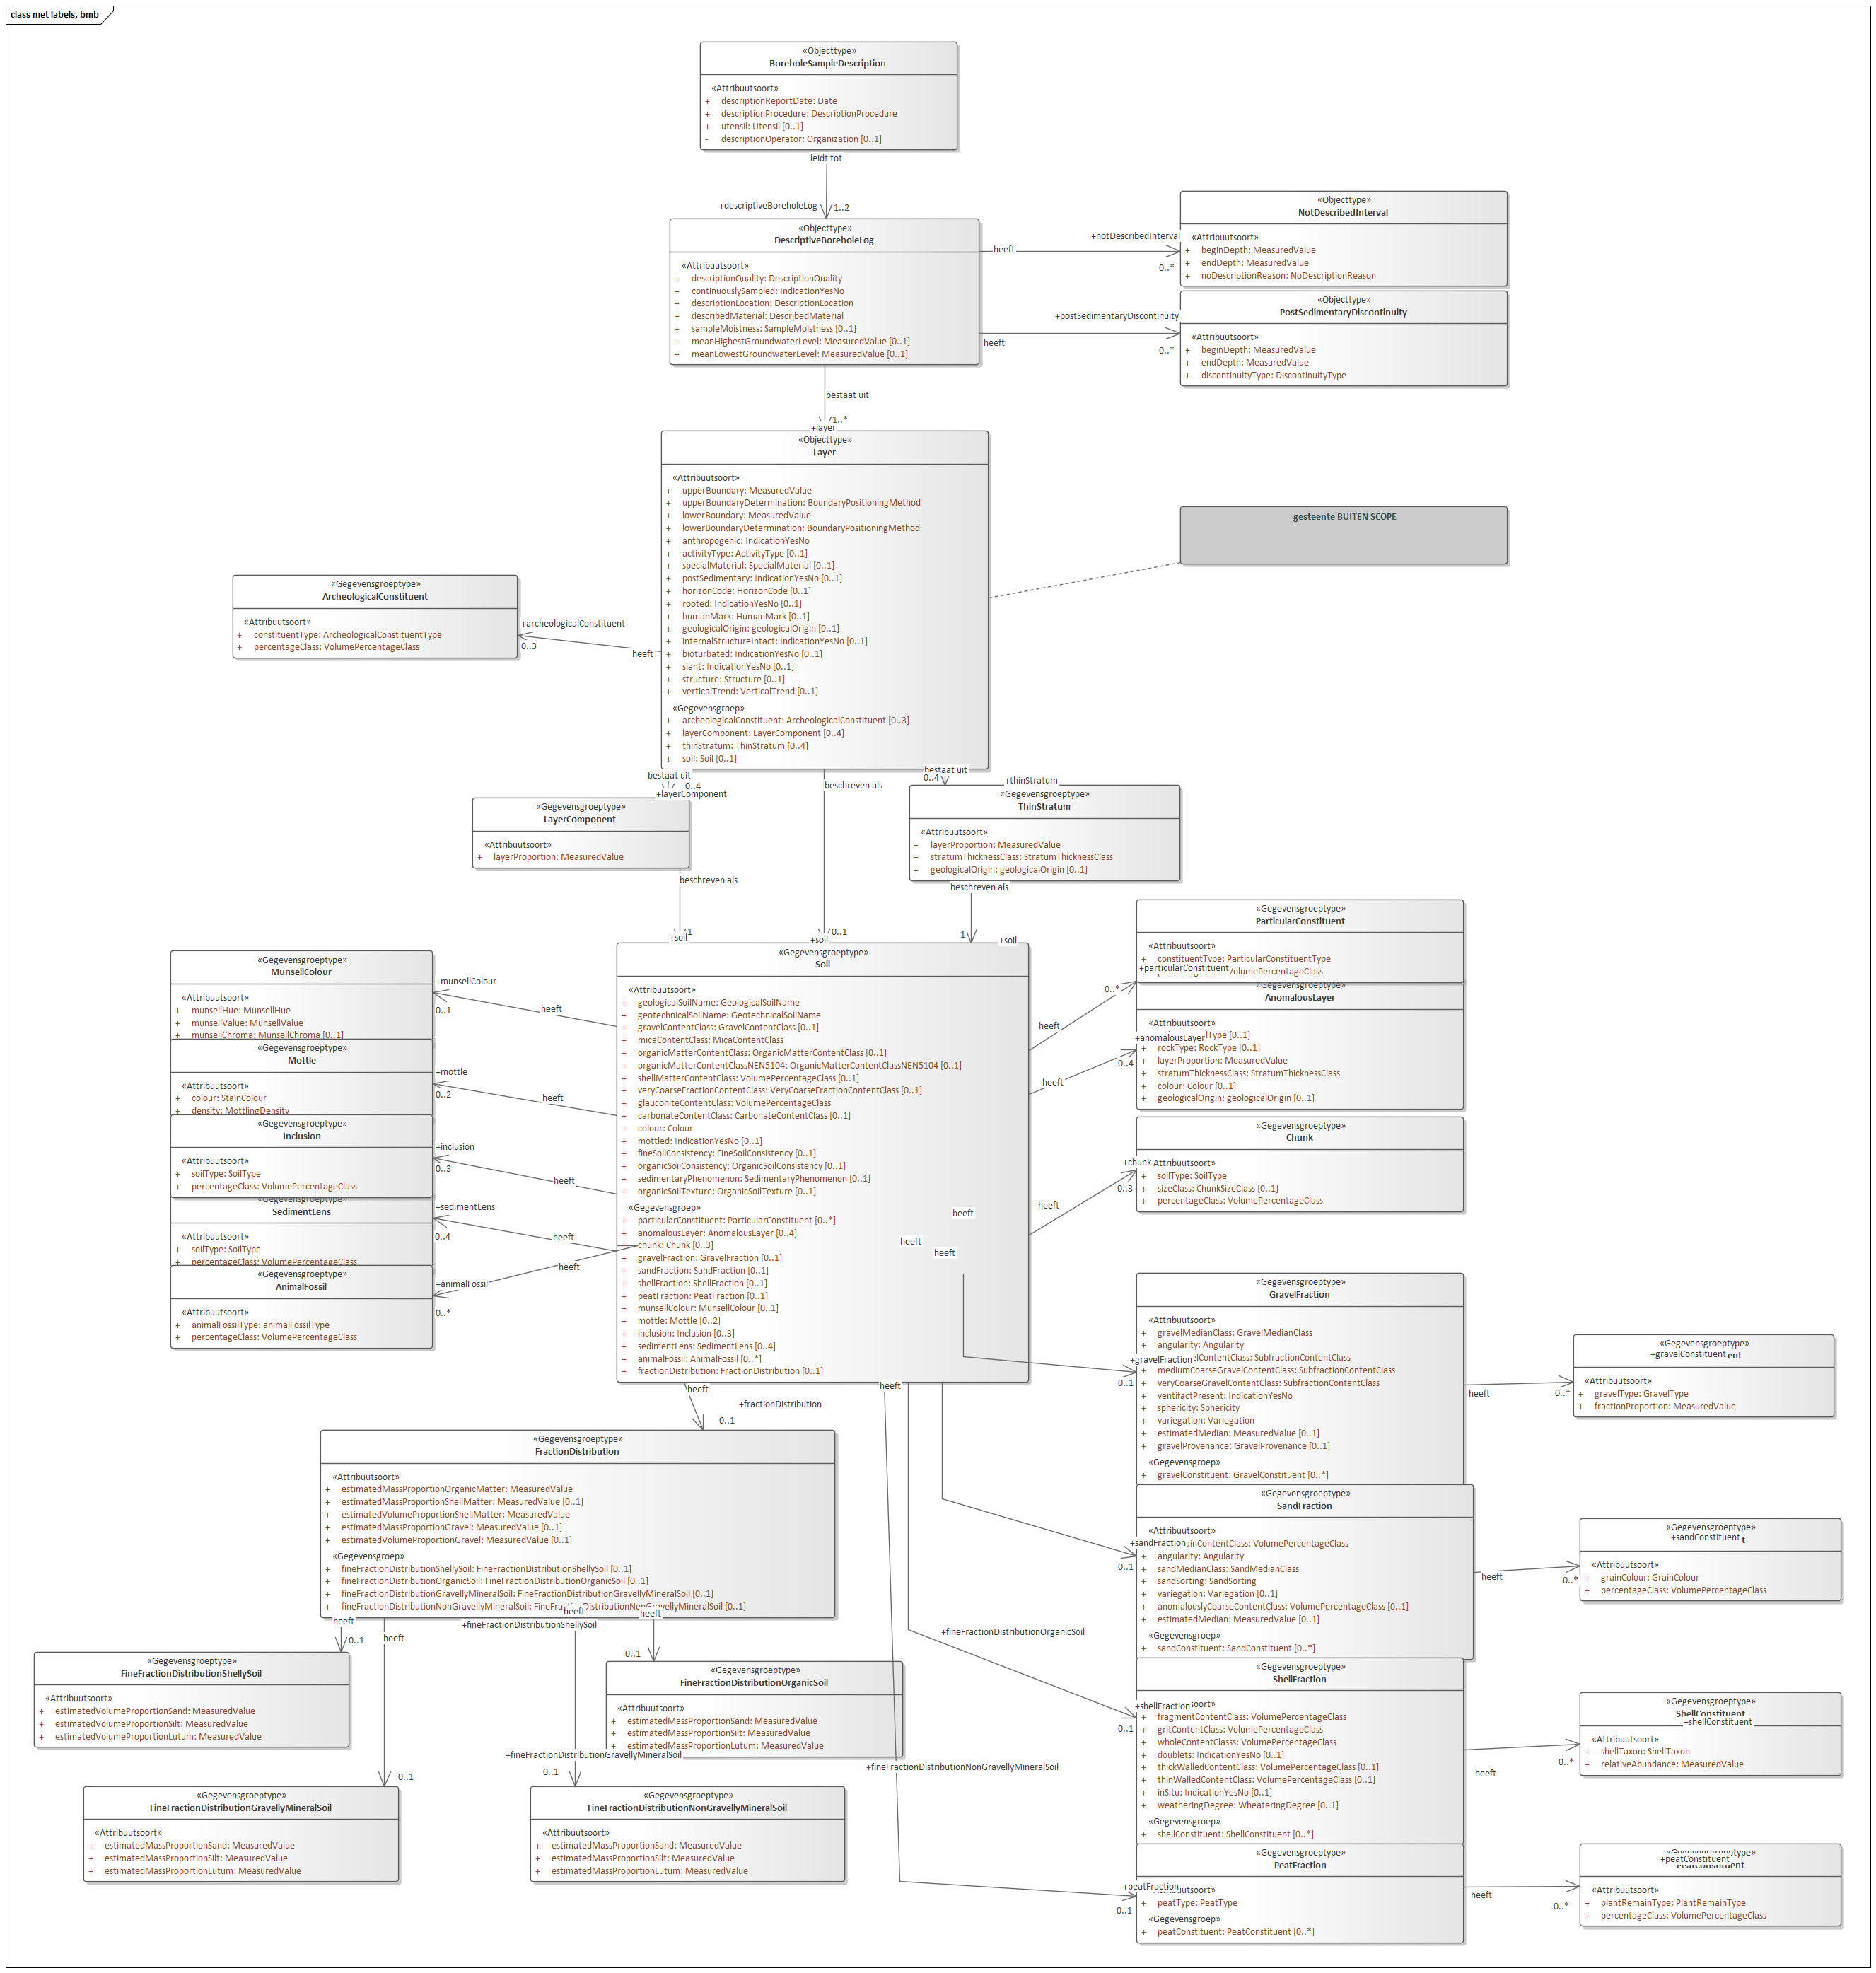 class met labels, bmb
«Objecttype»
BoreholeSampleDescription
«Attribuutsoort»
+ descriptionReportDate: Date
+ descriptionProcedure: DescriptionProcedure
+ utensil: Utensil [0..1]
- descriptionOperator: Organization [0..1]
leidt tot
+descriptiveBoreholeLog
1..2
«Objecttype»
DescriptiveBoreholeLog
«Attribuutsoort»
+ descriptionQuality: DescriptionQuality
+ continuouslySampled: IndicationYesNo
+ descriptionLocation: DescriptionLocation
+ describedMaterial: DescribedMaterial
+ sampleMoistness: SampleMoistness [0..1]
+ meanHighestGroundwaterLevel: MeasuredValue [0..1]
+ meanLowestGroundwaterLevel: MeasuredValue [0..1]
heeft
+notDescribedInterval
0..*
«Objecttype»
NotDescribedInterval
«Attribuutsoort»
+ beginDepth: MeasuredValue
+ endDepth: MeasuredValue
+ noDescriptionReason: NoDescriptionReason
heeft
+postSedimentaryDiscontinuity
0..*
«Objecttype»
PostSedimentaryDiscontinuity
«Attribuutsoort»
+ beginDepth: MeasuredValue
+ endDepth: MeasuredValue
+ discontinuityType: DiscontinuityType
bestaat uit
1..*
+layer
«Objecttype»
Layer
«Attribuutsoort»
+ upperBoundary: MeasuredValue
+ upperBoundaryDetermination: BoundaryPositioningMethod
+ lowerBoundary: MeasuredValue
+ lowerBoundaryDetermination: BoundaryPositioningMethod
+ anthropogenic: IndicationYesNo
+ activityType: ActivityType [0..1]
+ specialMaterial: SpecialMaterial [0..1]
+ postSedimentary: IndicationYesNo [0..1]
+ horizonCode: HorizonCode [0..1]
+ rooted: IndicationYesNo [0..1]
+ humanMark: HumanMark [0..1]
+ geologicalOrigin: geologicalOrigin [0..1]
+ internalStructureIntact: IndicationYesNo [0..1]
+ bioturbated: IndicationYesNo [0..1]
+ slant: IndicationYesNo [0..1]
+ structure: Structure [0..1]
+ verticalTrend: VerticalTrend [0..1]
«Gegevensgroep»
+ archeologicalConstituent: ArcheologicalConstituent [0..3]
+ layerComponent: LayerComponent [0..4]
+ thinStratum: ThinStratum [0..4]
+ soil: Soil [0..1]
gesteente BUITEN SCOPE
«Gegevensgroeptype»
ArcheologicalConstituent
«Attribuutsoort»
+ constituentType: ArcheologicalConstituentType
+ percentageClass: VolumePercentageClass
+archeologicalConstituent
0..3
heeft
bestaat uit
0..4
+layerComponent
«Gegevensgroeptype»
LayerComponent
«Attribuutsoort»
+ layerProportion: MeasuredValue
beschreven als
bestaat uit
0..4
+thinStratum
«Gegevensgroeptype»
ThinStratum
«Attribuutsoort»
+ layerProportion: MeasuredValue
+ stratumThicknessClass: StratumThicknessClass
+ geologicalOrigin: geologicalOrigin [0..1]
beschreven als
beschreven als
1
+soil
0..1
+soil
1
+soil
«Gegevensgroeptype»
Soil
«Attribuutsoort»
+ geologicalSoilName: GeologicalSoilName
+ geotechnicalSoilName: GeotechnicalSoilName
+ gravelContentClass: GravelContentClass [0..1]
+ micaContentClass: MicaContentClass
+ organicMatterContentClass: OrganicMatterContentClass [0..1]
+ organicMatterContentClassNEN5104: OrganicMatterContentClassNEN5104 [0..1]
+ shellMatterContentClass: VolumePercentageClass [0..1]
+ veryCoarseFractionContentClass: VeryCoarseFractionContentClass [0..1]
+ glauconiteContentClass: VolumePercentageClass
+ carbonateContentClass: CarbonateContentClass [0..1]
+ colour: Colour
+ mottled: IndicationYesNo [0..1]
+ fineSoilConsistency: FineSoilConsistency [0..1]
+ organicSoilConsistency: OrganicSoilConsistency [0..1]
+ sedimentaryPhenomenon: SedimentaryPhenomenon [0..1]
+ organicSoilTexture: OrganicSoilTexture [0..1]
«Gegevensgroep»
+ particularConstituent: ParticularConstituent [0..*]
+ anomalousLayer: AnomalousLayer [0..4]
+ chunk: Chunk [0..3]
+ gravelFraction: GravelFraction [0..1]
+ sandFraction: SandFraction [0..1]
+ shellFraction: ShellFraction [0..1]
+ peatFraction: PeatFraction [0..1]
+ munsellColour: MunsellColour [0..1]
+ mottle: Mottle [0..2]
+ inclusion: Inclusion [0..3]
+ sedimentLens: SedimentLens [0..4]
+ animalFossil: AnimalFossil [0..*]
+ fractionDistribution: FractionDistribution [0..1]
heeft
heeft
heeft
«Gegevensgroeptype»
MunsellColour
«Attribuutsoort»
+ munsellHue: MunsellHue
+ munsellValue: MunsellValue
+ munsellChroma: MunsellChroma [0..1]
+munsellColour
0..1
heeft
«Gegevensgroeptype»
Mottle
«Attribuutsoort»
+ colour: StainColour
+ density: MottlingDensity
+mottle
0..2
heeft
«Gegevensgroeptype»
Inclusion
«Attribuutsoort»
+ soilType: SoilType
+ percentageClass: VolumePercentageClass
+inclusion
0..3
heeft
«Gegevensgroeptype»
SedimentLens
«Attribuutsoort»
+ soilType: SoilType
+ percentageClass: VolumePercentageClass
+sedimentLens
0..4
heeft
«Gegevensgroeptype»
AnimalFossil
«Attribuutsoort»
+ animalFossilType: animalFossilType
+ percentageClass: VolumePercentageClass
+animalFossil
0..*
heeft
«Gegevensgroeptype»
ParticularConstituent
«Attribuutsoort»
+ constituentType: ParticularConstituentType
+particularConstituent
VolumePercentageClass
0..*
heeft
«Gegevensgroeptype»
AnomalousLayer
«Attribuutsoort»
lType [0..1]
+anomalousLayer
+ rockType: RockType [0..1]
+ layerProportion: MeasuredValue
+ stratumThicknessClass: StratumThicknessClass
+ colour: Colour [0..1]
+ geologicalOrigin: geologicalOrigin [0..1]
0..4
heeft
«Gegevensgroeptype»
Chunk
+chunk
Attribuutsoort»
+ soilType: SoilType
+ sizeClass: ChunkSizeClass [0..1]
+ percentageClass: VolumePercentageClass
0..3
heeft
«Gegevensgroeptype»
GravelFraction
«Attribuutsoort»
+ gravelMedianClass: GravelMedianClass
+ angularity: Angularity
+gravelFraction
lContentClass: SubfractionContentClass
+ mediumCoarseGravelContentClass: SubfractionContentClass
+ veryCoarseGravelContentClass: SubfractionContentClass
+ ventifactPresent: IndicationYesNo
+ sphericity: Sphericity
+ variegation: Variegation
+ estimatedMedian: MeasuredValue [0..1]
+ gravelProvenance: GravelProvenance [0..1]
«Gegevensgroep»
+ gravelConstituent: GravelConstituent [0..*]
0..1
heeft
0..*
«Gegevensgroeptype»
+gravelConstituent
ent
«Attribuutsoort»
+ gravelType: GravelType
+ fractionProportion: MeasuredValue
«Gegevensgroeptype»
SandFraction
«Attribuutsoort»
+sandFraction
inContentClass: VolumePercentageClass
+ angularity: Angularity
+ sandMedianClass: SandMedianClass
+ sandSorting: SandSorting
+ variegation: Variegation [0..1]
+ anomalouslyCoarseContentClass: VolumePercentageClass [0..1]
+ estimatedMedian: MeasuredValue [0..1]
«Gegevensgroep»
+ sandConstituent: SandConstituent [0..*]
0..1
heeft
0..*
«Gegevensgroeptype»
+sandConstituent
t
«Attribuutsoort»
+ grainColour: GrainColour
+ percentageClass: VolumePercentageClass
«Gegevensgroeptype»
ShellFraction
+shellFraction
soort»
+ fragmentContentClass: VolumePercentageClass
+ gritContentClass: VolumePercentageClass
+ wholeContentClasss: VolumePercentageClass
+ doublets: IndicationYesNo [0..1]
+ thickWalledContentClass: VolumePercentageClass [0..1]
+ thinWalledContentClass: VolumePercentageClass [0..1]
+ inSitu: IndicationYesNo [0..1]
+ weatheringDegree: WheateringDegree [0..1]
«Gegevensgroep»
+ shellConstituent: ShellConstituent [0..*]
0..1
heeft
0..*
«Gegevensgroeptype»
ShellConstituent
+shellConstituent
«Attribuutsoort»
+ shellTaxon: ShellTaxon
+ relativeAbundance: MeasuredValue
«Gegevensgroeptype»
PeatFraction
+peatFraction
uutsoort»
+ peatType: PeatType
«Gegevensgroep»
+ peatConstituent: PeatConstituent [0..*]
0..1
heeft
0..*
«Gegevensgroeptype»
+peatConstituent
PeatConstituent
«Attribuutsoort»
+ plantRemainType: PlantRemainType
+ percentageClass: VolumePercentageClass
heeft
heeft
+fractionDistribution
0..1
«Gegevensgroeptype»
FractionDistribution
«Attribuutsoort»
+ estimatedMassProportionOrganicMatter: MeasuredValue
+ estimatedMassProportionShellMatter: MeasuredValue [0..1]
+ estimatedVolumeProportionShellMatter: MeasuredValue
+ estimatedMassProportionGravel: MeasuredValue [0..1]
+ estimatedVolumeProportionGravel: MeasuredValue [0..1]
«Gegevensgroep»
+ fineFractionDistributionShellySoil: FineFractionDistributionShellySoil [0..1]
+ fineFractionDistributionOrganicSoil: FineFractionDistributionOrganicSoil [0..1]
+ fineFractionDistributionGravellyMineralSoil: FineFractionDistributionGravellyMineralSoil [0..1]
+ fineFractionDistributionNonGravellyMineralSoil: FineFractionDistributionNonGravellyMineralSoil [0..1]
heeft
heeft
heeft
heeft
+fineFractionDistributionShellySoil
+fineFractionDistributionOrganicSoil
0..1
0..1
«Gegevensgroeptype»
FineFractionDistributionShellySoil
«Attribuutsoort»
+ estimatedVolumeProportionSand: MeasuredValue
+ estimatedVolumeProportionSilt: MeasuredValue
+ estimatedVolumeProportionLutum: MeasuredValue
«Gegevensgroeptype»
FineFractionDistributionOrganicSoil
«Attribuutsoort»
+ estimatedMassProportionSand: MeasuredValue
+ estimatedMassProportionSilt: MeasuredValue
+ estimatedMassProportionLutum: MeasuredValue
+fineFractionDistributionGravellyMineralSoil
+fineFractionDistributionNonGravellyMineralSoil
0..1
0..1
«Gegevensgroeptype»
FineFractionDistributionGravellyMineralSoil
«Attribuutsoort»
+ estimatedMassProportionSand: MeasuredValue
+ estimatedMassProportionSilt: MeasuredValue
+ estimatedMassProportionLutum: MeasuredValue
«Gegevensgroeptype»
FineFractionDistributionNonGravellyMineralSoil
«Attribuutsoort»
+ estimatedMassProportionSand: MeasuredValue
+ estimatedMassProportionSilt: MeasuredValue
+ estimatedMassProportionLutum: MeasuredValue